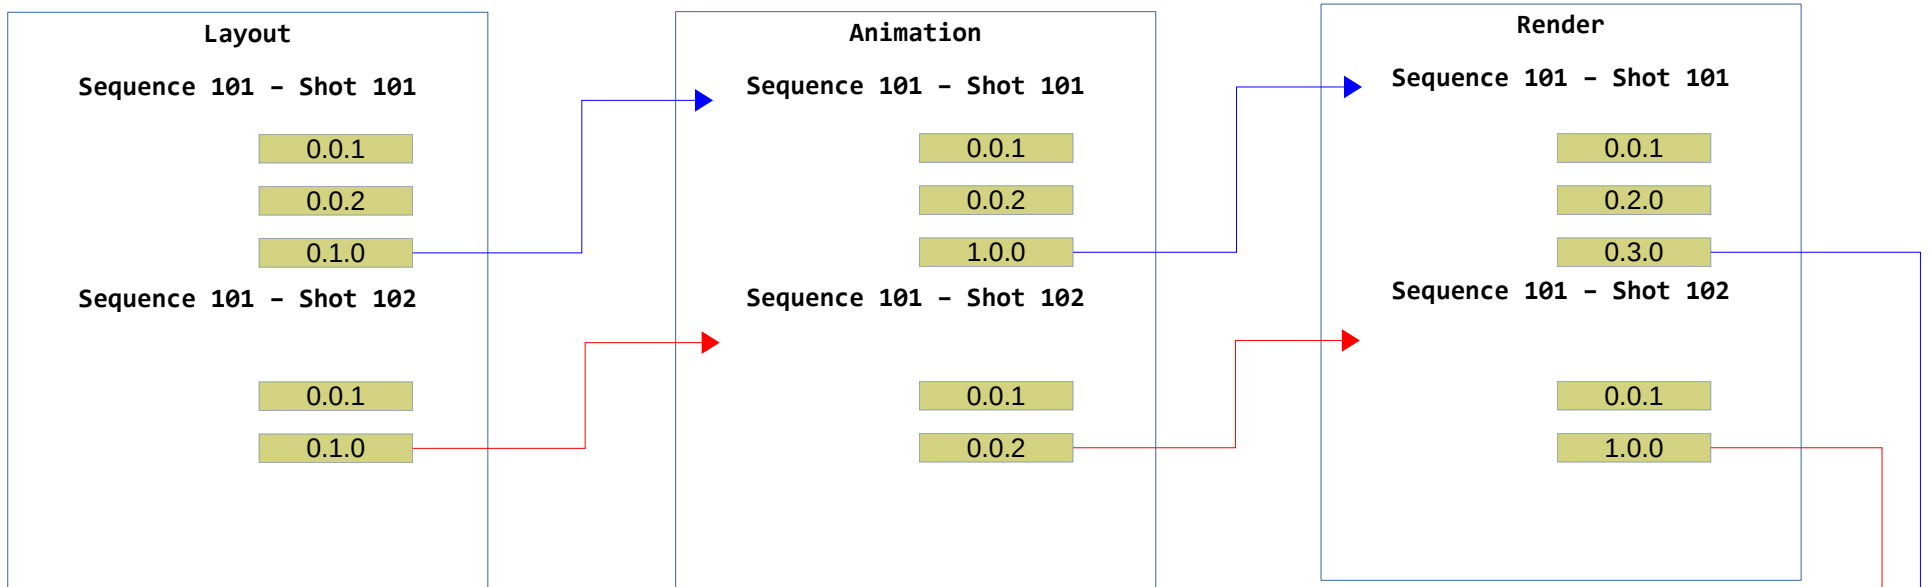 Layout
Sequence 101 – Shot 101
0.0.1
0.0.2
0.1.0
Sequence 101 – Shot 102
0.0.1
0.1.0
Animation
Sequence 101 – Shot 101
0.0.1
0.0.2
1.0.0
Sequence 101 – Shot 102
0.0.1
0.0.2
Render
Sequence 101 – Shot 101
0.0.1
0.2.0
0.3.0
Sequence 101 – Shot 102
0.0.1
1.0.0